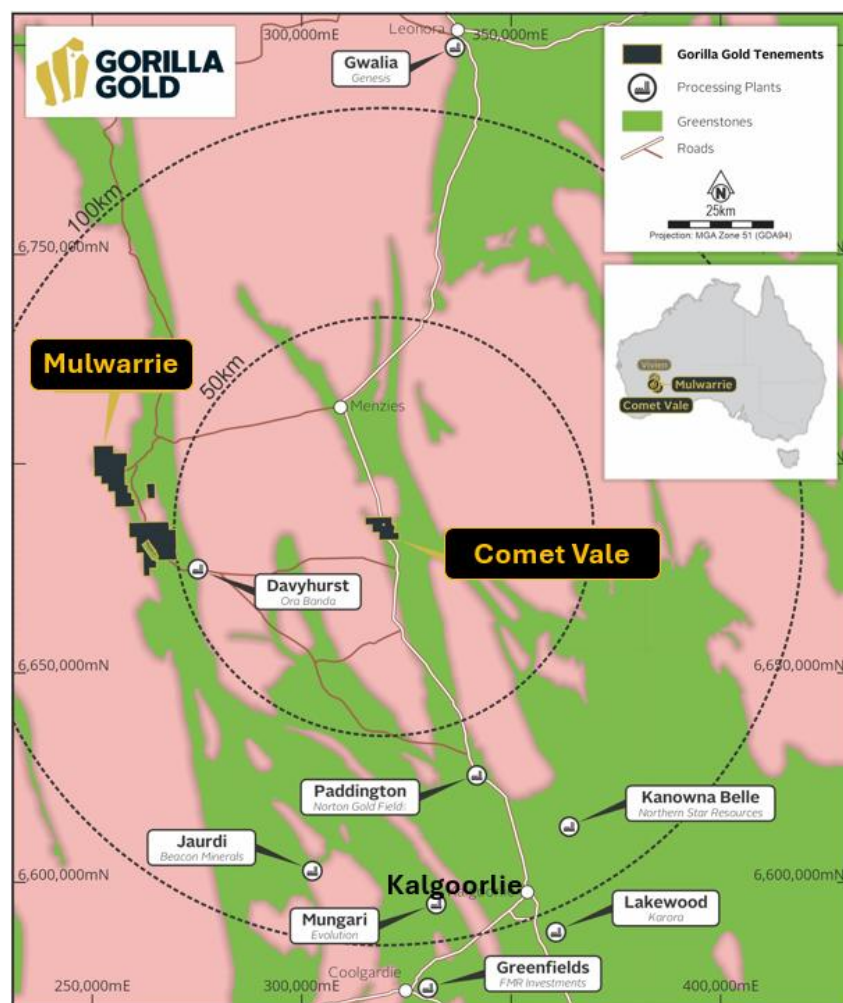 GORILLA
GOLD
300,000mE
Leonora
350,000mE
Gwalia
Genesis
Gorilla Gold Tenements
Processing Plants
Greenstones
Roads
N
25km
Projection: MGA Zone 51 (GDA94)
100km
6,750,000mN
Mulwarrie
50km
Menzies
Vivien
Mulwarrie
Comet Vale
Comet Vale
Davyhurst
Ora Banda
6,650,000mN
6,650,000mN
Paddington
Norton Gold Fields
Kanowna Belle
Northern Star Resources
Jaurdi
Beacon Minerals
6,600,000mN
Kalgoorlie
6,600,000mN
Mungari
Evolution
Lakewood
Karora
Coolgardie
Greenfields
FMR Investments
250,000mE
300,000mE
400,000mE